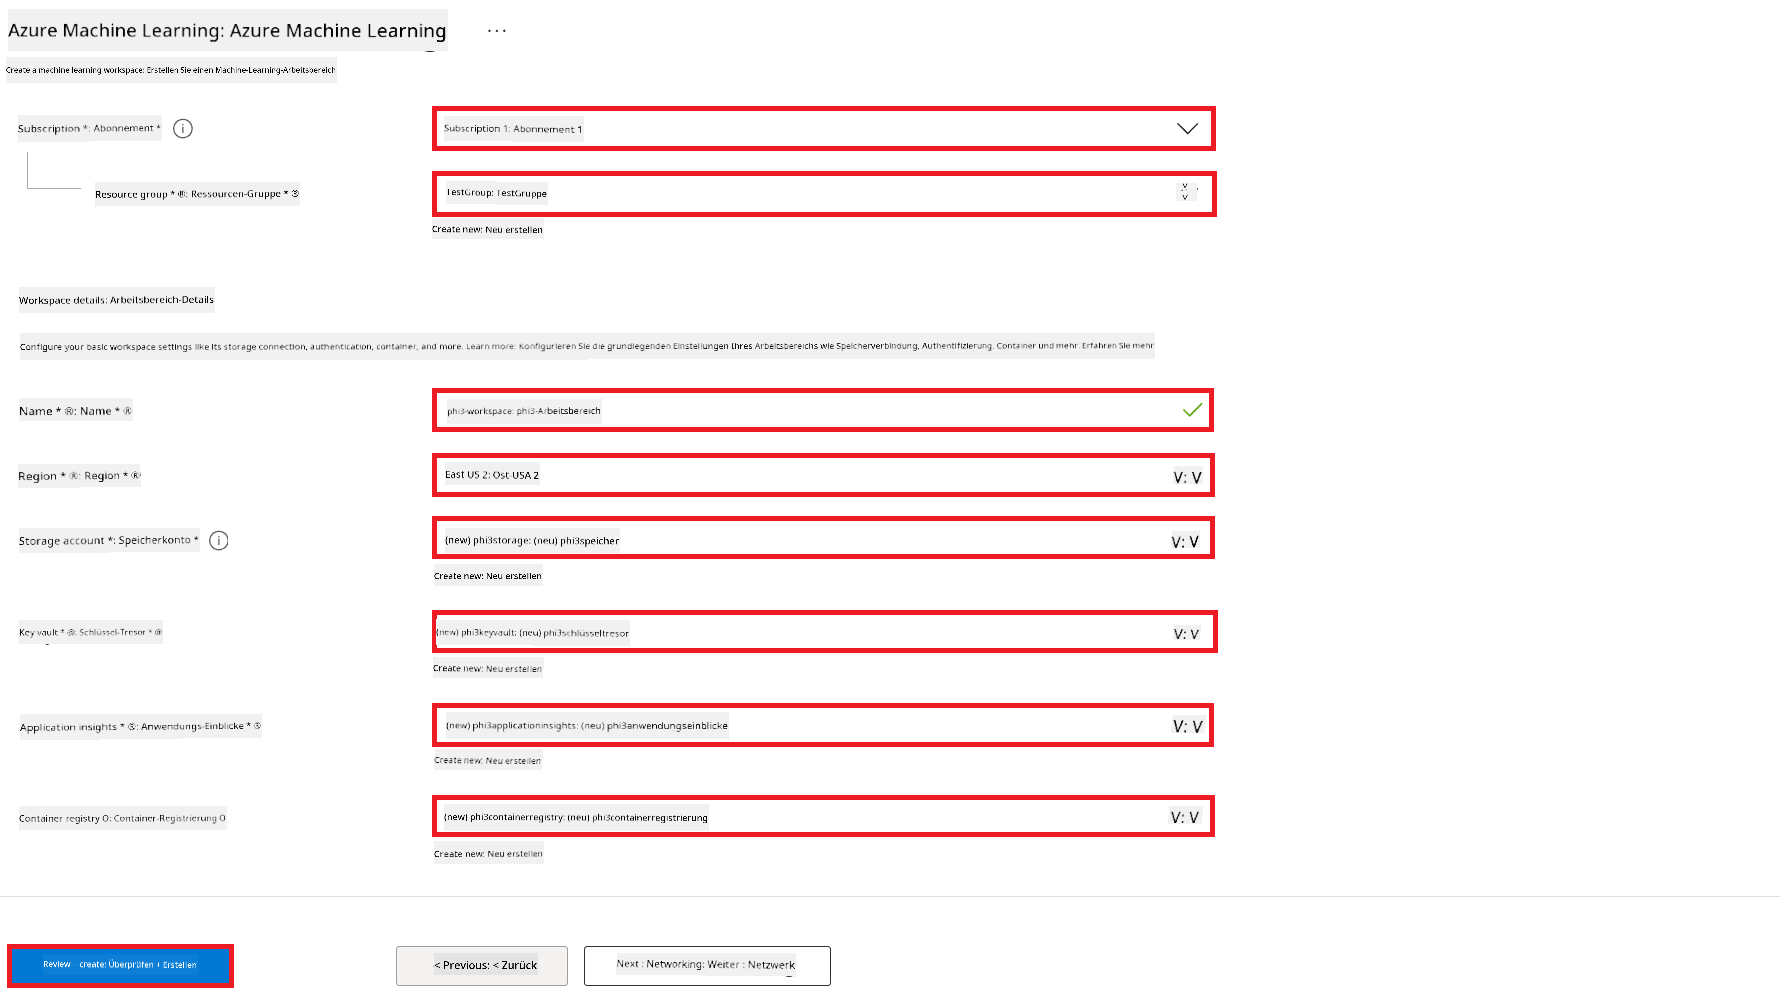 Azure Machine Learning: Azure Machine Learning ...
Create a machine learning workspace: Erstellen Sie einen Machine-Learning-Arbeitsbereich
Subscription *: Abonnement *
Subscription 1: Abonnement 1
Resource group * ®: Ressourcen-Gruppe * ®
TestGroup: TestGruppe
Create new: Neu erstellen
Workspace details: Arbeitsbereich-Details
Configure your basic workspace settings like its storage connection, authentication, container, and more. Learn more: Konfigurieren Sie die grundlegenden Einstellungen Ihres Arbeitsbereichs wie Speicherverbindung, Authentifizierung, Container und mehr. Erfahren Sie mehr
Name * ®: Name * ®
phi3-workspace: phi3-Arbeitsbereich
Region * ®: Region * ®
East US 2: Ost-USA 2
V: V
Storage account *: Speicherkonto *
(new) phi3storage: (neu) phi3speicher
V: V
Create new: Neu erstellen
Key vault * @: Schlüssel-Tresor * @
(new) phi3keyvault: (neu) phi3schlüsseltresor
V: V
Create new: Neu erstellen
Application insights * ①: Anwendungs-Einblicke * ①
(new) phi3applicationinsights: (neu) phi3anwendungseinblicke
V: V
Create new: Neu erstellen
Container registry O: Container-Registrierung O
(new) phi3containerregistry: (neu) phi3containerregistrierung
V: V
Create new: Neu erstellen
Review create: Überprüfen + Erstellen
< Previous: < Zurück
Next : Networking: Weiter : Netzwerk